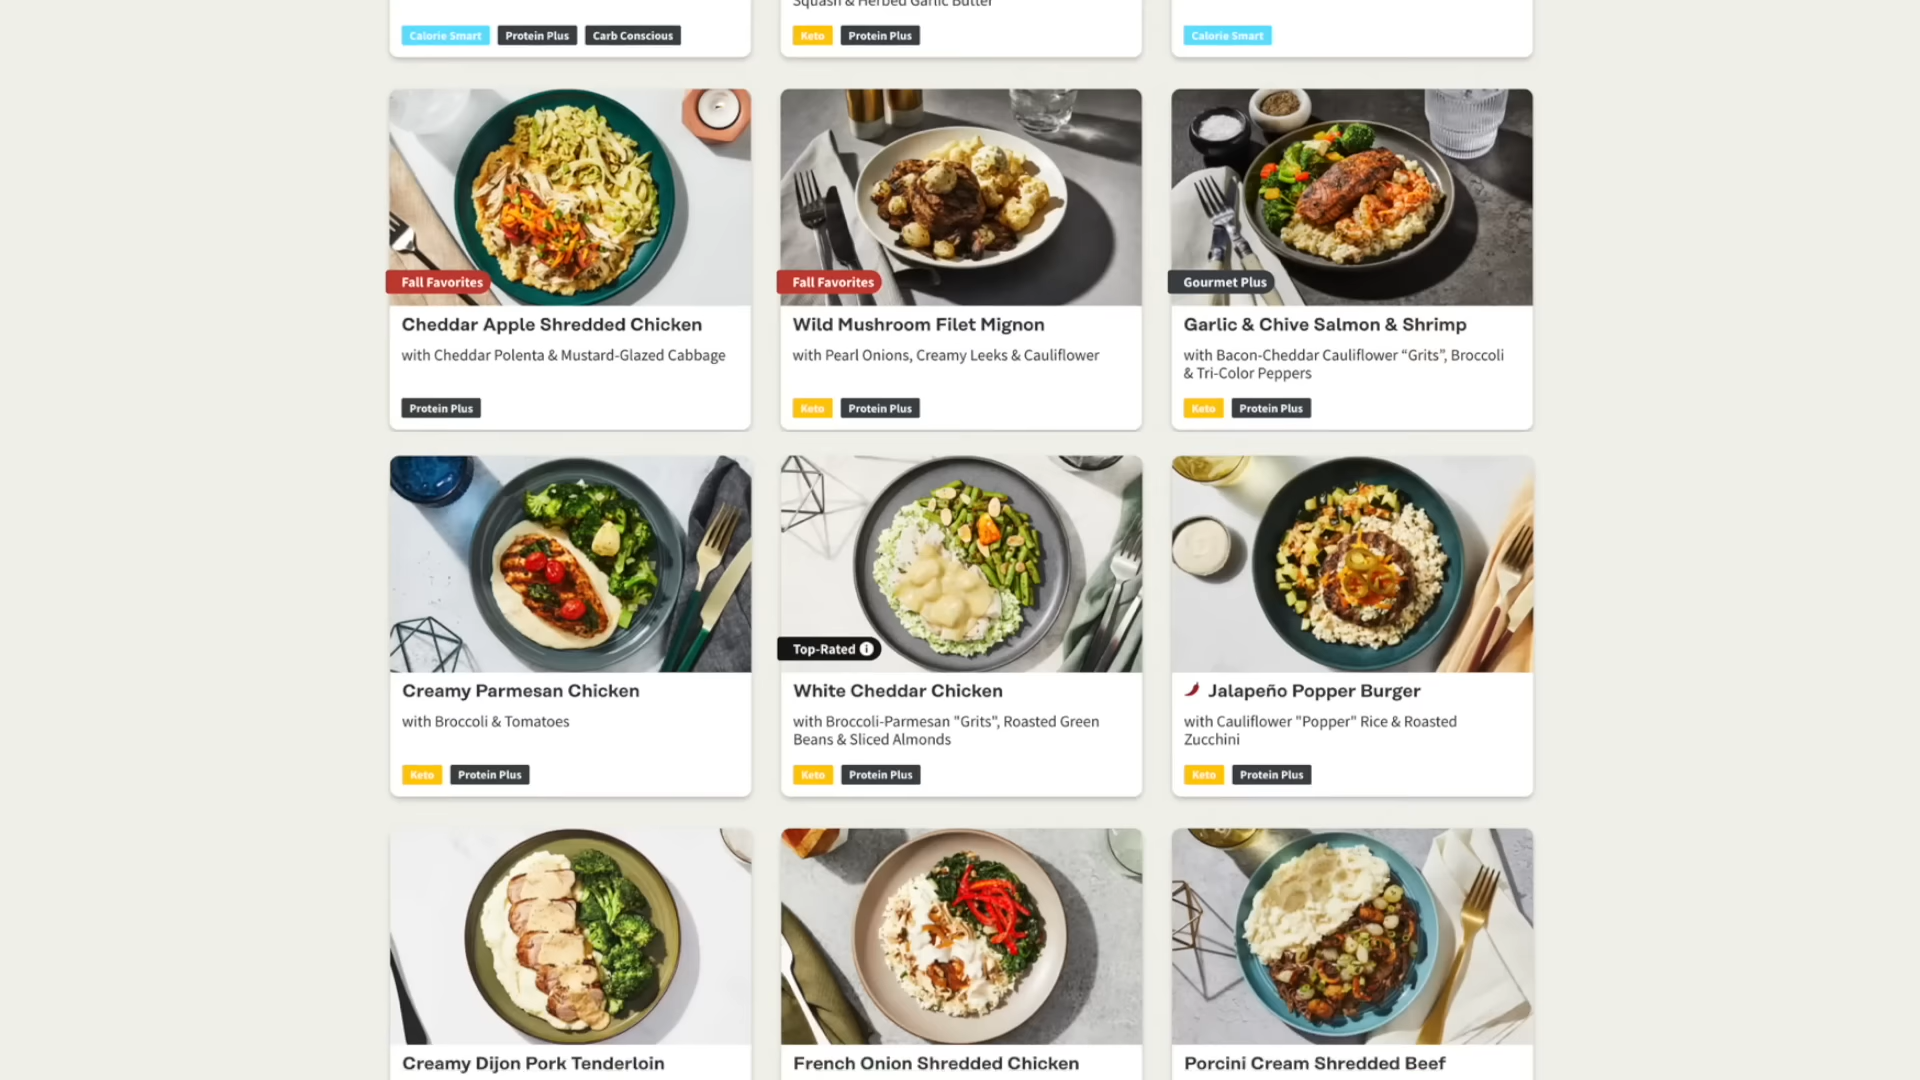 Squash & Herbed Garlic Butter
Calorie Smart Protein Plus Carb Conscious
Keto Protein Plus
Calorie Smart
Fall Favorites
Cheddar Apple Shredded Chicken
with Cheddar Polenta & Mustard-Glazed Cabbage
Protein Plus
Fall Favorites
Wild Mushroom Filet Mignon
with Pearl Onions, Creamy Leeks & Cauliflower
Keto Protein Plus
Gourmet Plus
Garlic & Chive Salmon & Shrimp
with Bacon-Cheddar Cauliflower “Grits”, Broccoli
& Tri-Color Peppers
Keto Protein Plus
Creamy Parmesan Chicken
with Broccoli & Tomatoes
Keto Protein Plus
Top-Rated
White Cheddar Chicken
with Broccoli-Parmesan "Grits", Roasted Green
Beans & Sliced Almonds
Keto Protein Plus
Jalapeño Popper Burger
with Cauliflower "Popper" Rice & Roasted
Zucchini
Keto Protein Plus
Creamy Dijon Pork Tenderloin
French Onion Shredded Chicken
Porcini Cream Shredded Beef